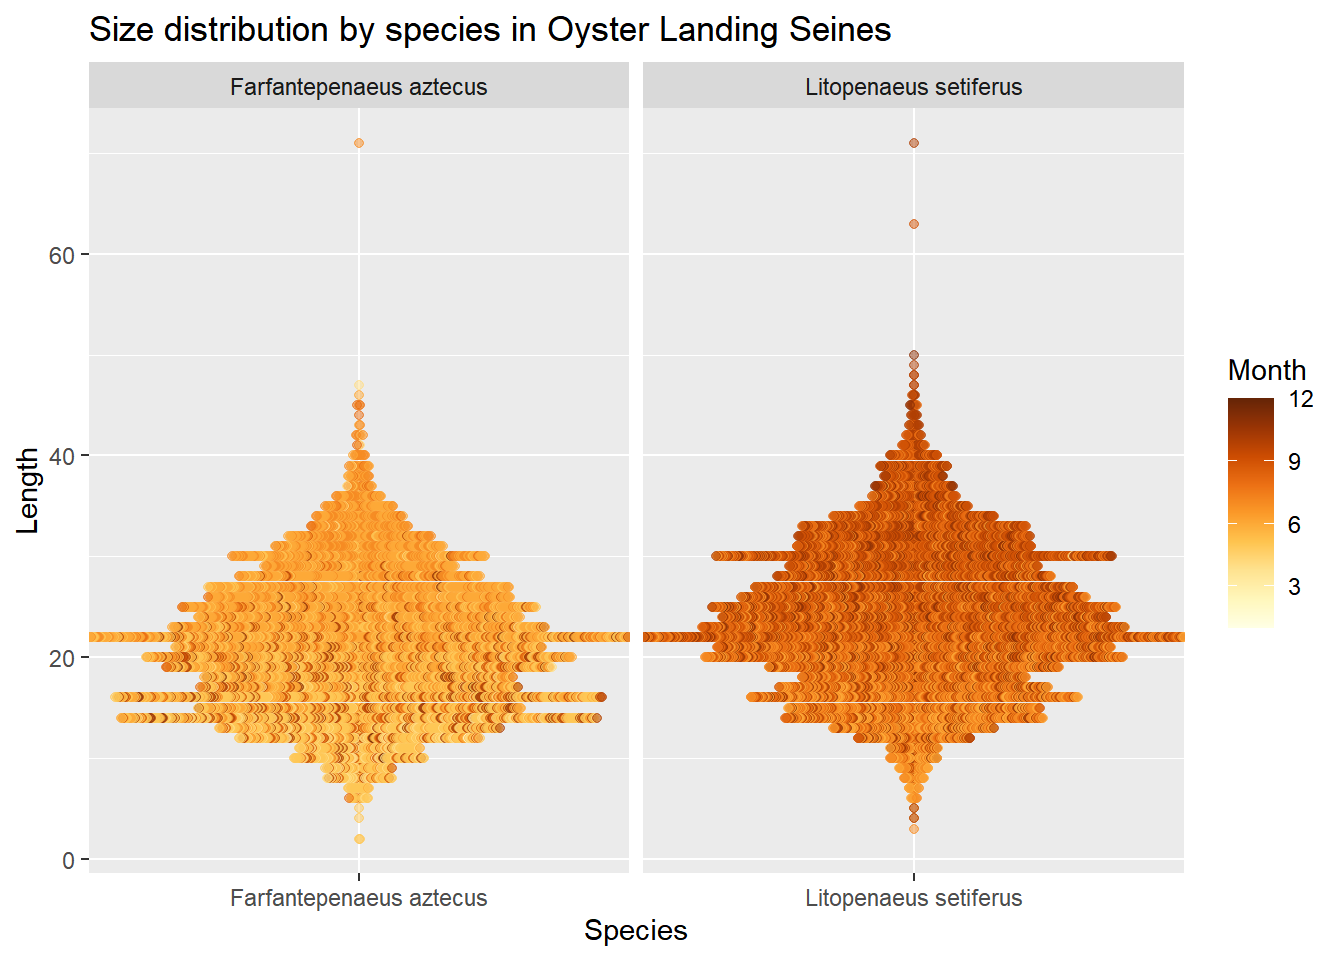 Size distribution by species in Oyster Landing Seines
Farfantepenaeus aztecus
Litopenaeus setiferus
Length
60
40
20
0
Farfantepenaeus aztecus
Litopenaeus setiferus
Species
Month
12
9
6
3